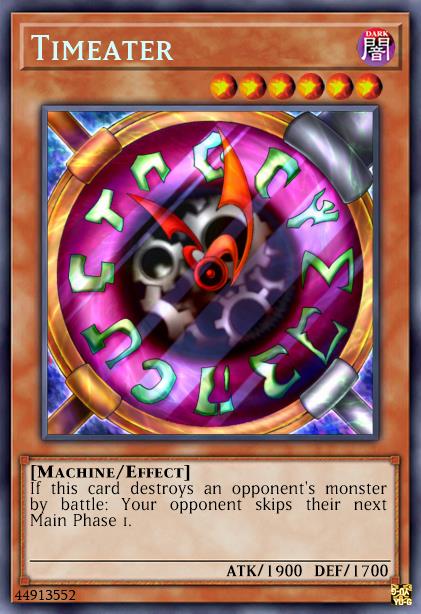 TIMEATER
DARK
闇
[MACHINE/EFFECT]
If this card destroys an opponent's monster
by battle: Your opponent skips their next
Main Phase 1.
ATK/1900 DEF/1700
44913552